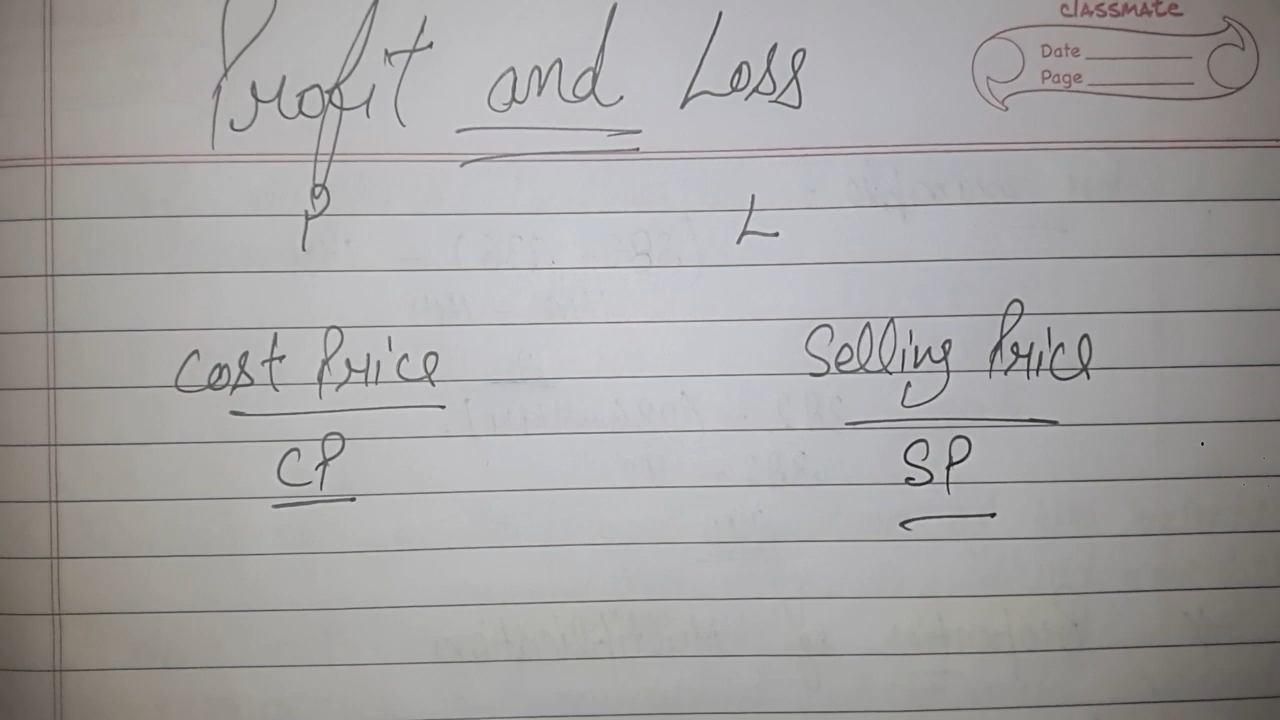 classmate
Date
Page
Profit and Loss
P L
Cost Price Selling Price
CP SP